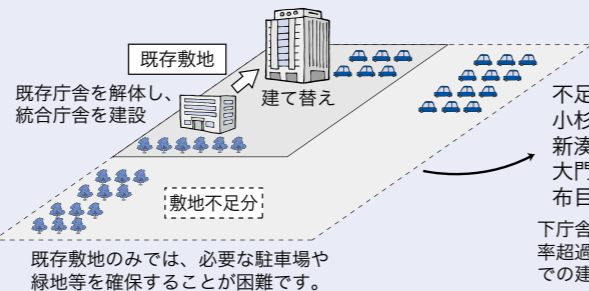 既存敷地
既存庁舎を解体し、
統合庁舎を建設
建て替え
敷地不足分
既存敷地のみでは、必要な駐車場や
緑地等を確保することが困難です。
不足
小杉
新湊
大門
布目
下庁舎
率超過
での建